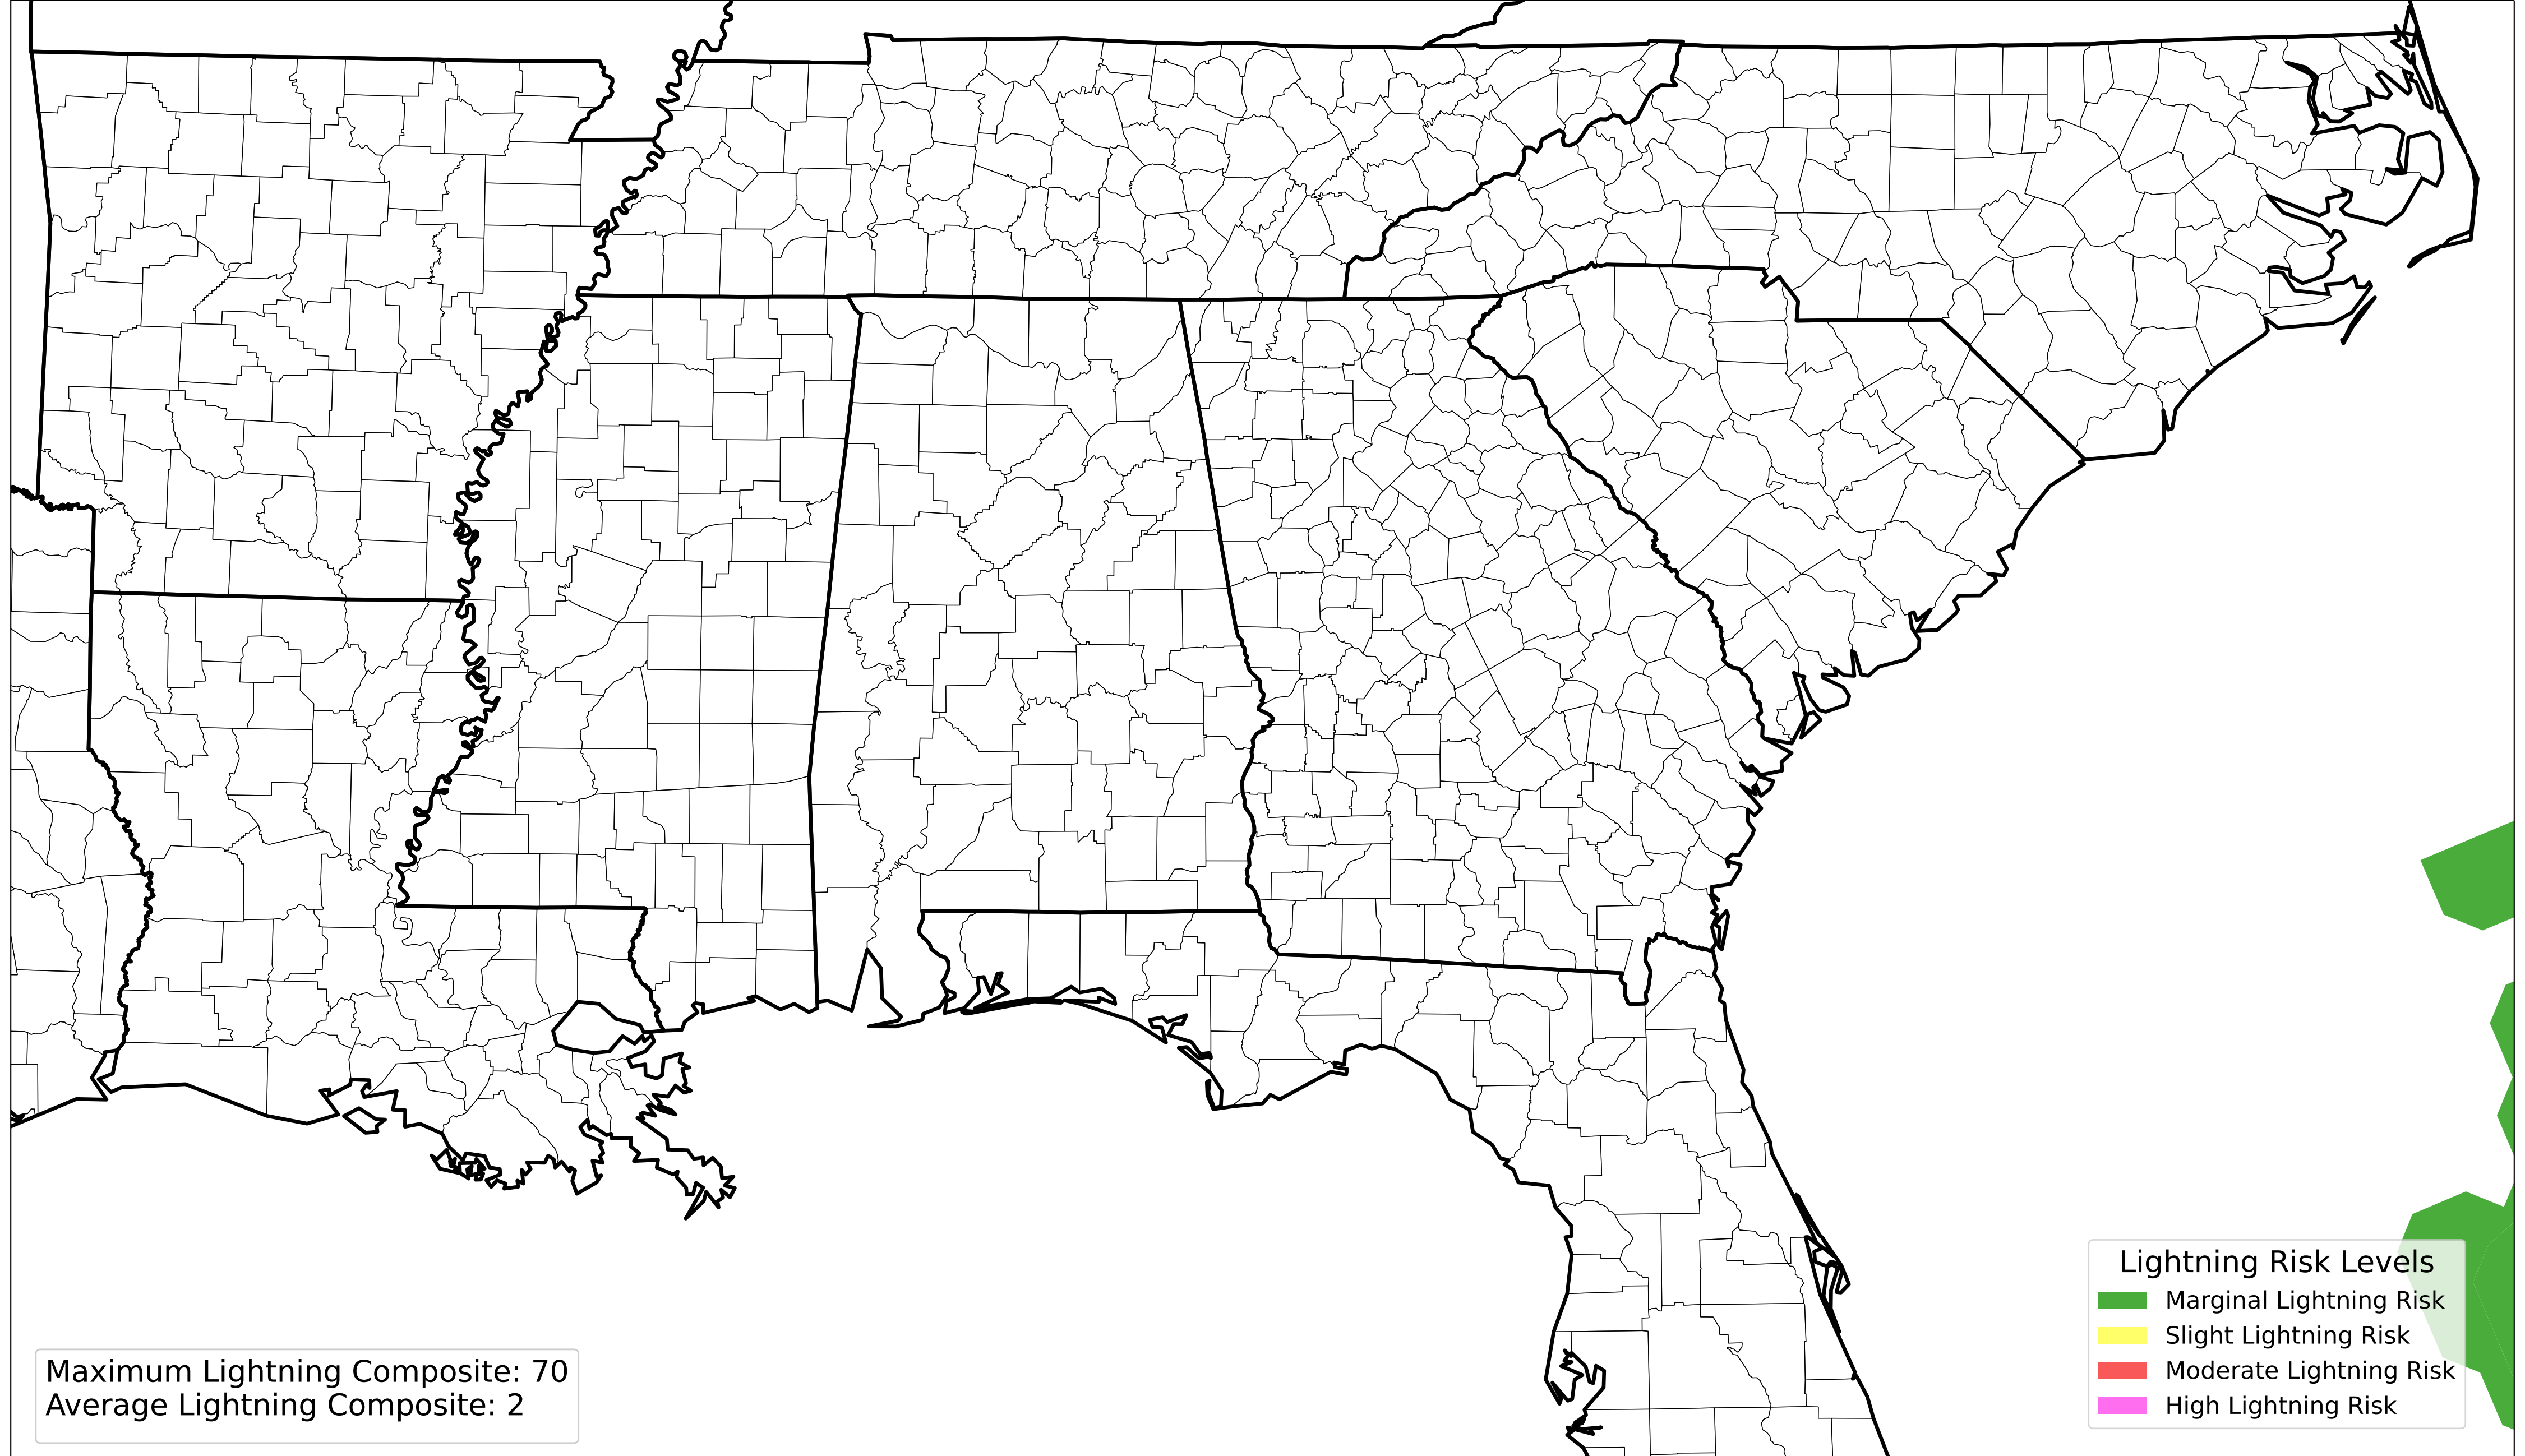 Maximum Lightning Composite: 70
Average Lightning Composite: 2
Lightning Risk Levels
Marginal Lightning Risk
Slight Lightning Risk
Moderate Lightning Risk
High Lightning Risk